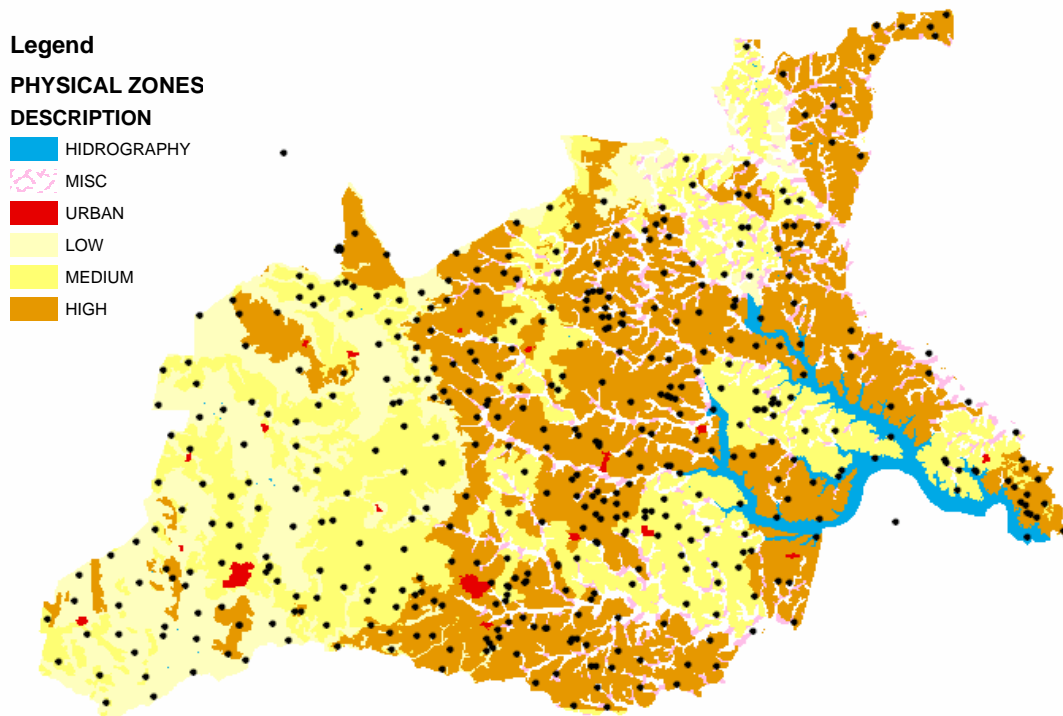 Legend
PHYSICAL ZONES
DESCRIPTION
HIDROGRAPHY
MISC
URBAN
LOW
MEDIUM
HIGH